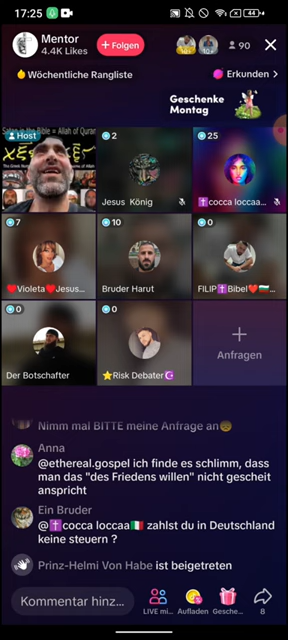 17:25
44
Mentor
4.4K Likes
+ Folgen
90
Wöchentliche Rangliste
Erkunden >
Geschenke
Montag
Host
= Allah of Quran
2
25
Jesus König
✝️cocca loccaa...
7
10
0
❤️Violeta❤️Jesus...
Bruder Harut
FILIP✝️Bibel❤️🇧🇬...
0
0
Der Botschafter
⭐Risk Debater☪️
+
Anfragen
Nimm mal BITTE meine Anfrage an
Anna
@ethereal.gospel ich finde es schlimm, dass
man das "des Friedens willen" nicht gescheit
anspricht
Ein Bruder
@✝️cocca loccaa🇮🇹 zahlst du in Deutschland
keine steuern ?
Prinz-Helmi Von Habe ist beigetreten
Kommentar hinz...
LIVE mi...
Aufladen
Gesche...
8